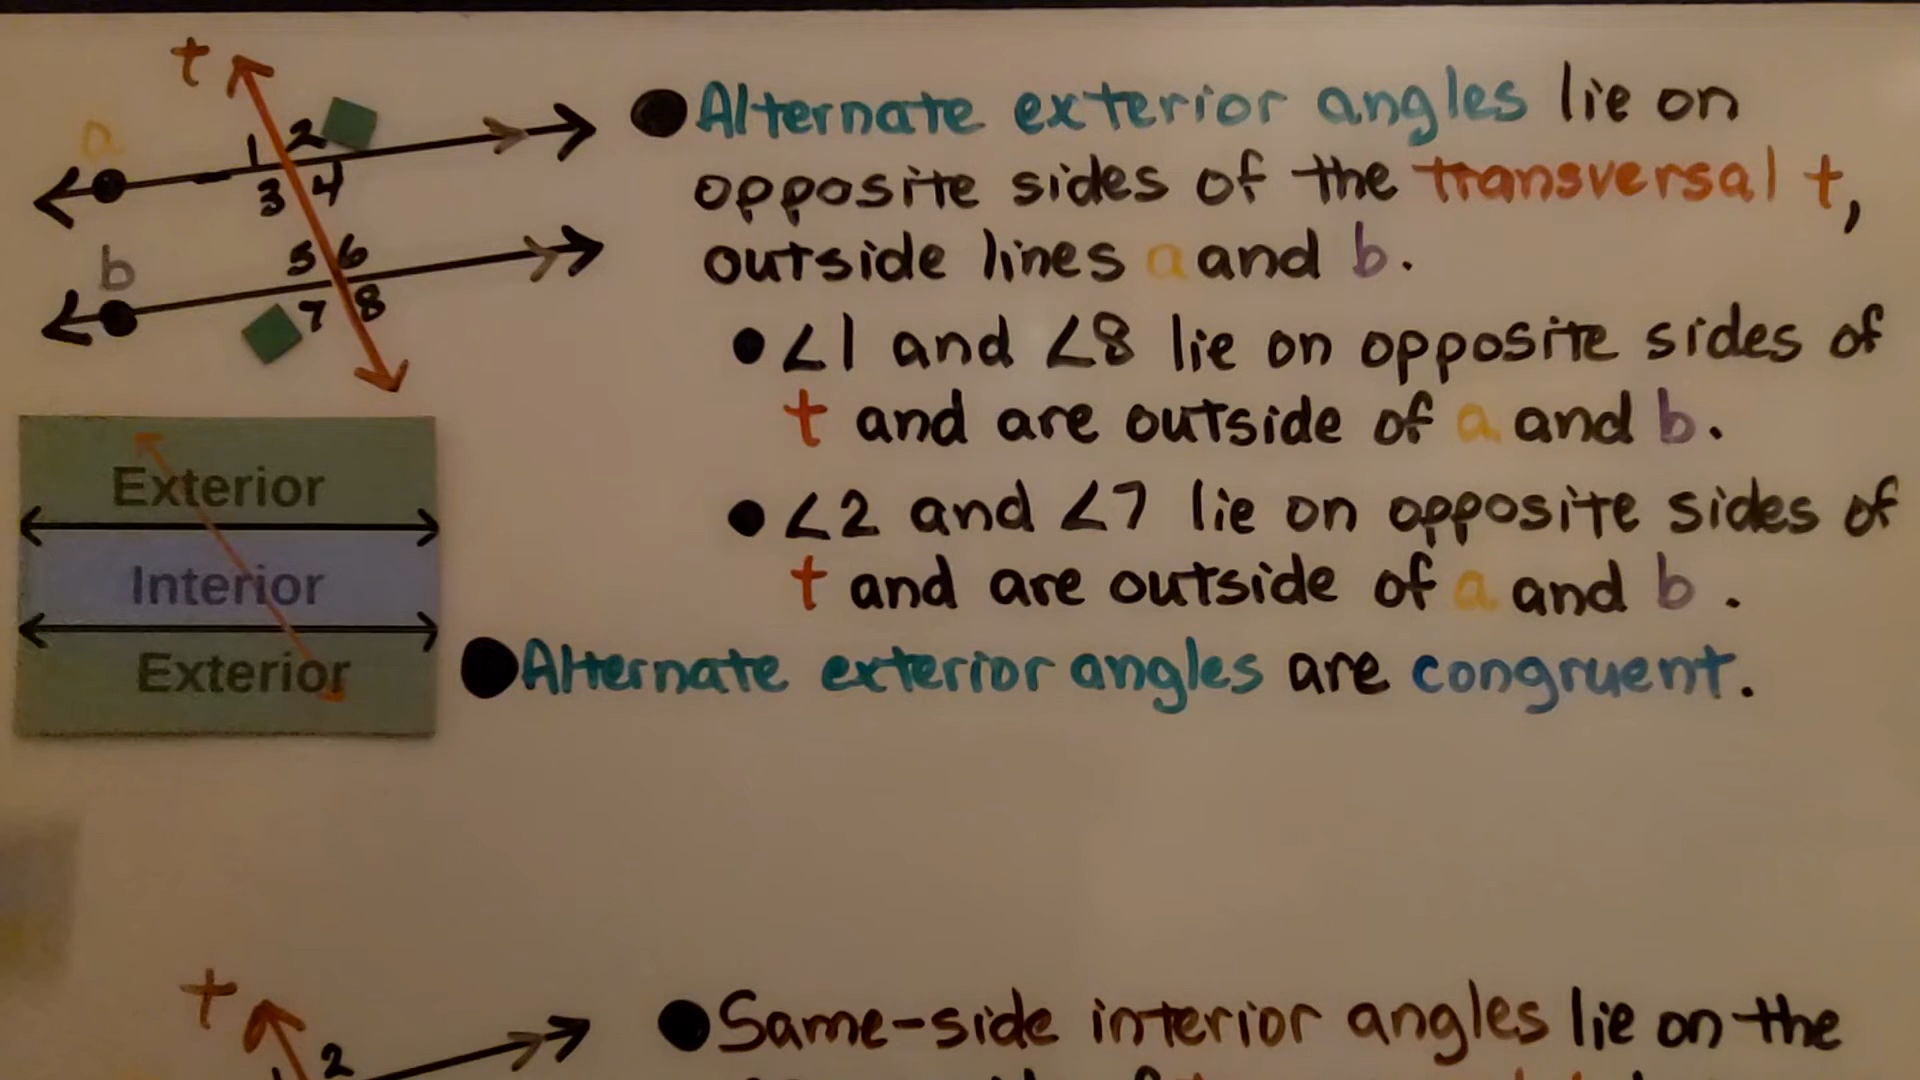 t
a
1 2
3 4
b
5 6
7 8
Alternate exterior angles lie on
opposite sides of the transversal t,
outside lines a and b.
∠1 and ∠8 lie on opposite sides of
t and are outside of a and b.
∠2 and ∠7 lie on opposite sides of
t and are outside of a and b.
Exterior
Interior
Exterior
Alternate exterior angles are congruent.
t
2
Same-side interior angles lie on the